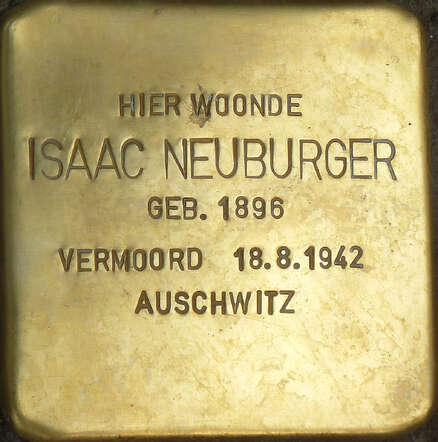 HIER WOONDE
ISAAC NEUBURGER
GEB. 1896
VERMOORD 18.8.1942
AUSCHWITZ